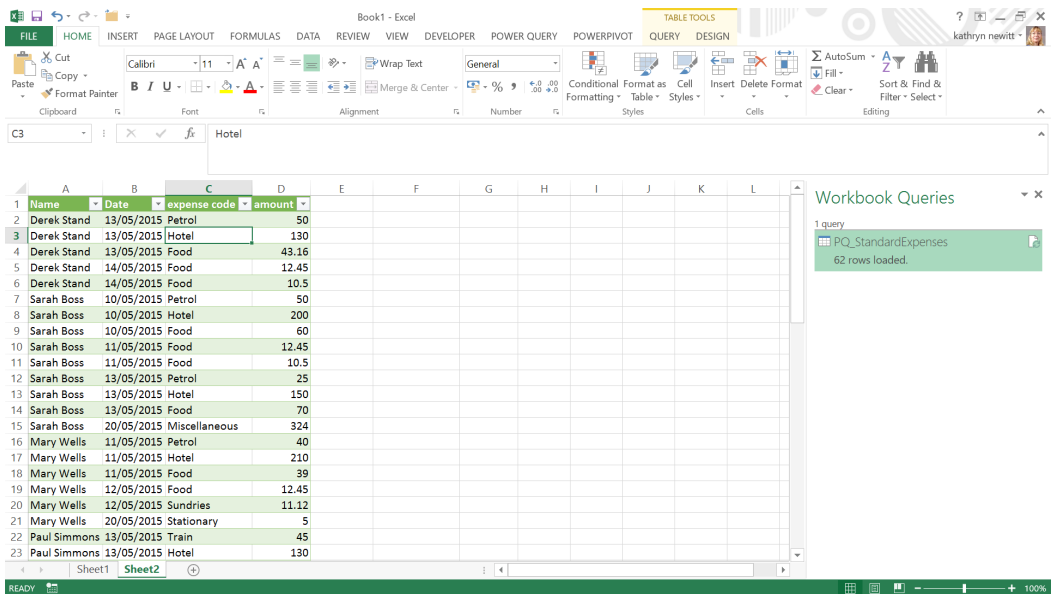 Book1 - Excel
TABLE TOOLS
?
FILE HOME INSERT PAGE LAYOUT FORMULAS DATA REVIEW VIEW DEVELOPER POWER QUERY POWERPIVOT QUERY DESIGN kathryn newitt
Paste
Cut
Copy
Format Painter
Clipboard
Calibri 11 A A
B I U A
Font
Wrap Text
Merge & Center
Alignment
General
% , .0 .00 .00 .0
Number
Conditional Formatting
Format as Table
Cell Styles
Styles
Insert Delete Format
Cells
AutoSum
Fill
Clear
Sort & Filter
Find & Select
Editing
C3 fx Hotel
A B C D E F G H I J K L
1 Name Date expense code amount
2 Derek Stand 13/05/2015 Petrol 50
3 Derek Stand 13/05/2015 Hotel 130
4 Derek Stand 13/05/2015 Food 43.16
5 Derek Stand 14/05/2015 Food 12.45
6 Derek Stand 14/05/2015 Food 10.5
7 Sarah Boss 10/05/2015 Petrol 50
8 Sarah Boss 10/05/2015 Hotel 200
9 Sarah Boss 10/05/2015 Food 60
10 Sarah Boss 11/05/2015 Food 12.45
11 Sarah Boss 11/05/2015 Food 10.5
12 Sarah Boss 13/05/2015 Petrol 25
13 Sarah Boss 13/05/2015 Hotel 150
14 Sarah Boss 13/05/2015 Food 70
15 Sarah Boss 20/05/2015 Miscellaneous 324
16 Mary Wells 11/05/2015 Petrol 40
17 Mary Wells 11/05/2015 Hotel 210
18 Mary Wells 11/05/2015 Food 39
19 Mary Wells 12/05/2015 Food 12.45
20 Mary Wells 12/05/2015 Sundries 11.12
21 Mary Wells 20/05/2015 Stationary 5
22 Paul Simmons 13/05/2015 Train 45
23 Paul Simmons 13/05/2015 Hotel 130
Workbook Queries
1 query
PQ_StandardExpenses
62 rows loaded.
Sheet1 Sheet2
READY 100%